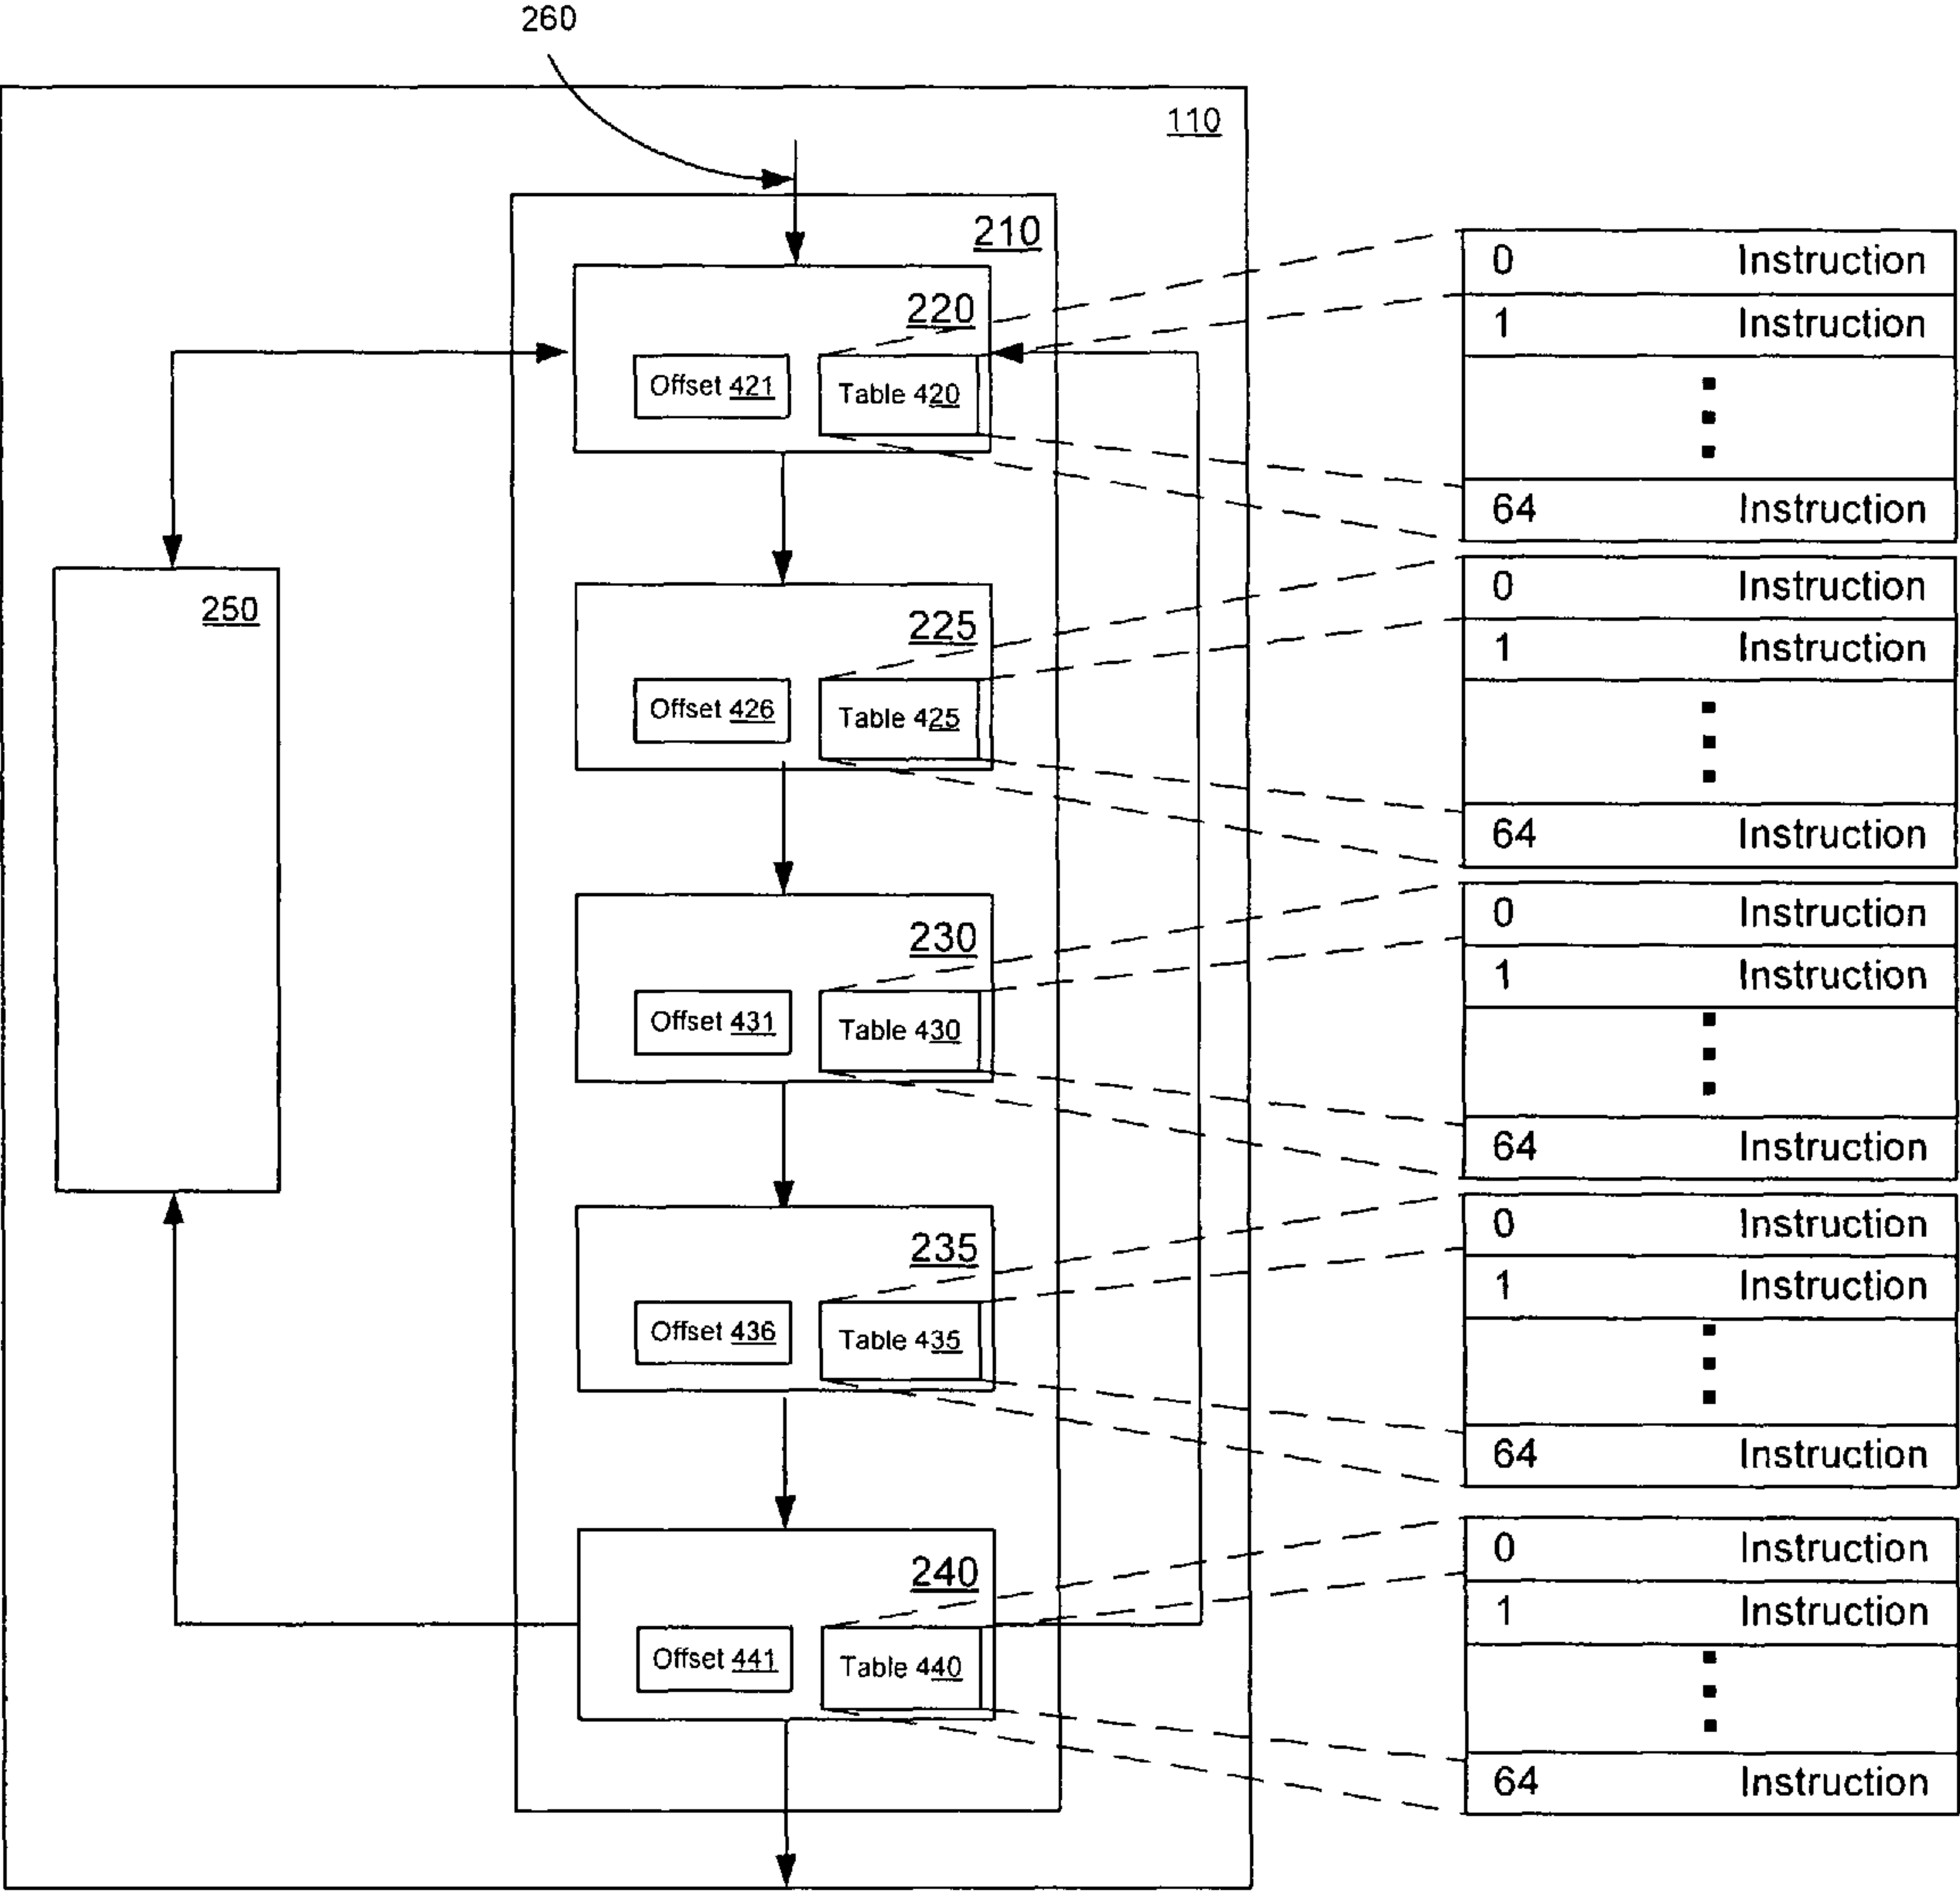 260
110
210
220
Offset 421
Table 420
0 Instruction
1 Instruction
64 Instruction
250
225
Offset 426
Table 425
0 Instruction
1 Instruction
64 Instruction
230
Offset 431
Table 430
0 Instruction
1 Instruction
64 Instruction
235
Offset 436
Table 435
0 Instruction
1 Instruction
64 Instruction
240
Offset 441
Table 440
0 Instruction
1 Instruction
64 Instruction